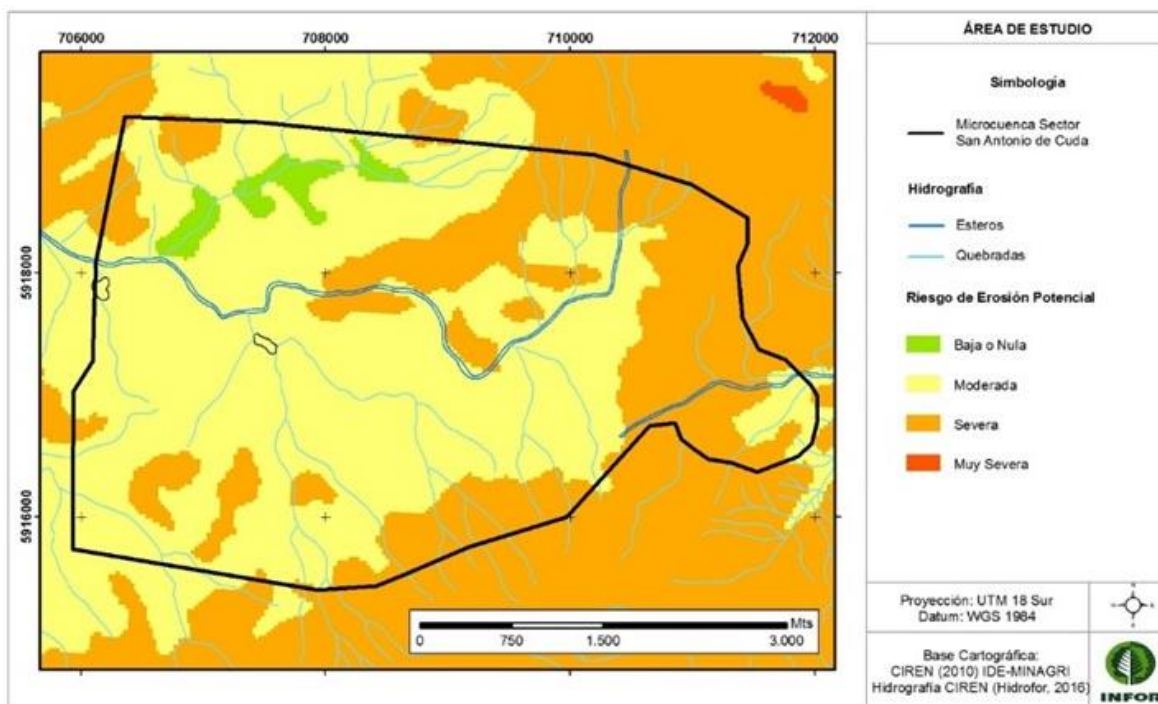 706000
708000
710000
712000
5918000
5916000
Mts
0
750
1.500
3.000
ÁREA DE ESTUDIO
Simbología
Microcuenca Sector
San Antonio de Cuda
Hidrografía
Esteros
Quebradas
Riesgo de Erosión Potencial
Baja o Nula
Moderada
Severa
Muy Severa
Proyección: UTM 18 Sur
Datum: WGS 1984
Base Cartográfica:
CIREN (2010) IDE-MINAGRI
Hidrografía CIREN (Hidrofor, 2016)
INFOR